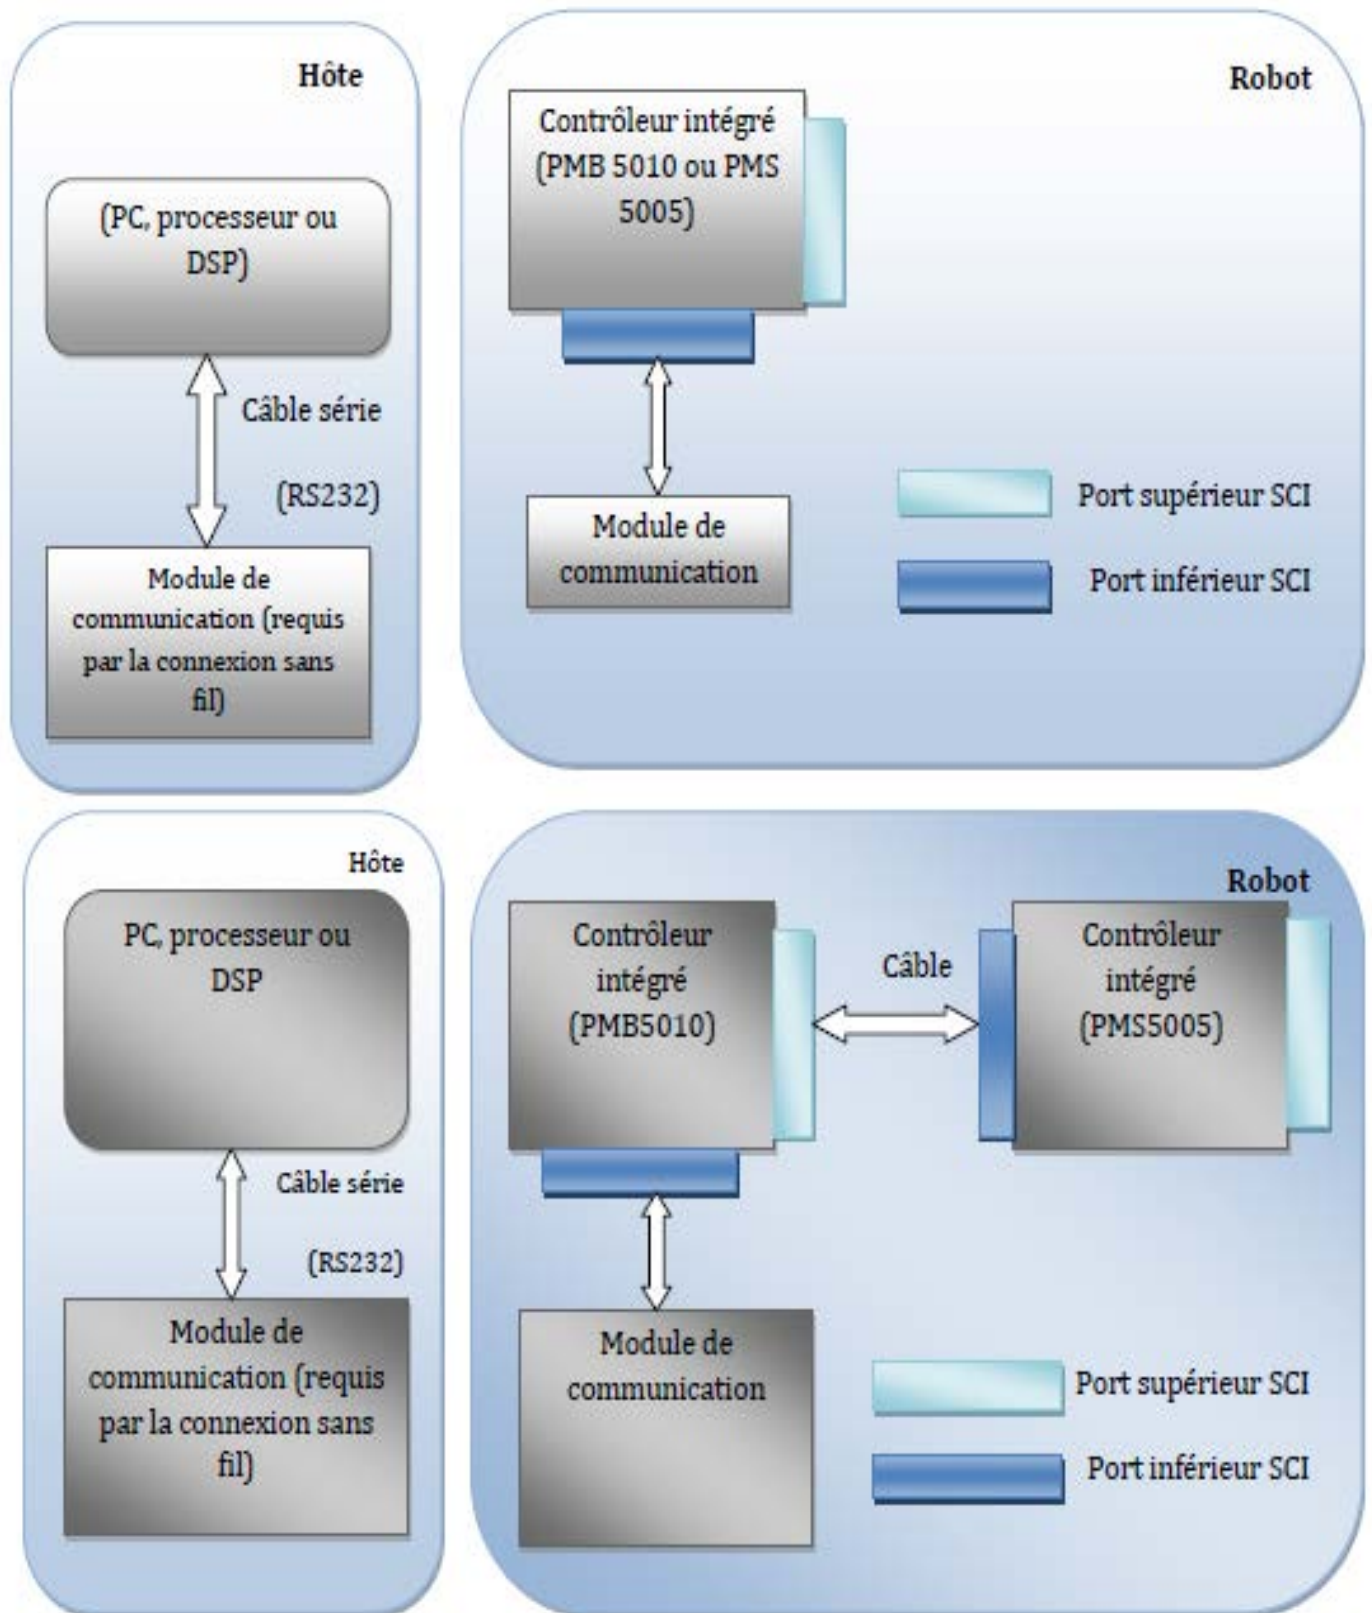 Hôte
(PC, processeur ou
DSP)
Câble série
(RS232)
Module de
communication (requis
par la connexion sans
fil)
Robot
Contrôleur intégré
(PMB 5010 ou PMS
5005)
Module de
communication
Port supérieur SCI
Port inférieur SCI
Hôte
PC, processeur ou
DSP
Câble série
(RS232)
Module de
communication (requis
par la connexion sans
fil)
Robot
Contrôleur
intégré
(PMB5010)
Câble
Contrôleur
intégré
(PMS5005)
Module de
communication
Port supérieur SCI
Port inférieur SCI